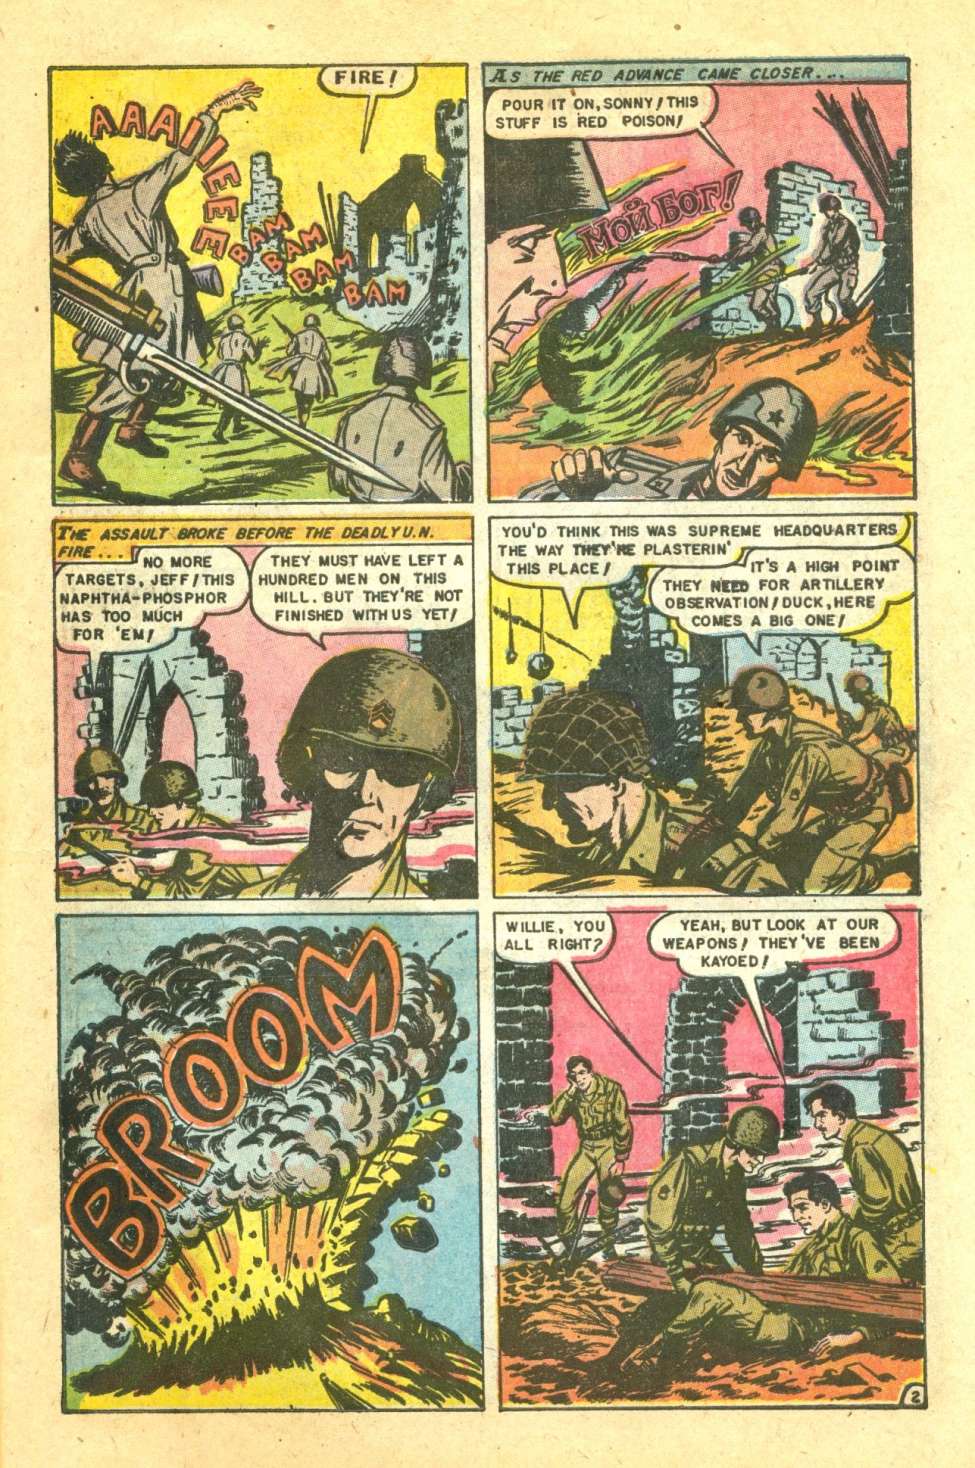 FIRE!
AAAIIEEEE
BAM
BAM
BAM
BAM
AS THE RED ADVANCE CAME CLOSER...
POUR IT ON, SONNY! THIS
STUFF IS RED POISON!
МОЙ БОГ!
THE ASSAULT BROKE BEFORE THE DEADLY U.N.
FIRE...
NO MORE
TARGETS, JEFF! THIS
NAPHTHA-PHOSPHOR
HAS TOO MUCH
FOR 'EM!
THEY MUST HAVE LEFT A
HUNDRED MEN ON THIS
HILL. BUT THEY'RE NOT
FINISHED WITH US YET!
YOU'D THINK THIS WAS SUPREME HEADQUARTERS
THE WAY THEY'RE PLASTERIN'
THIS PLACE!
IT'S A HIGH POINT
THEY NEED FOR ARTILLERY
OBSERVATION! DUCK, HERE
COMES A BIG ONE!
BROOM
WILLIE, YOU
ALL RIGHT?
YEAH, BUT LOOK AT OUR
WEAPONS! THEY'VE BEEN
KAYOED!
2